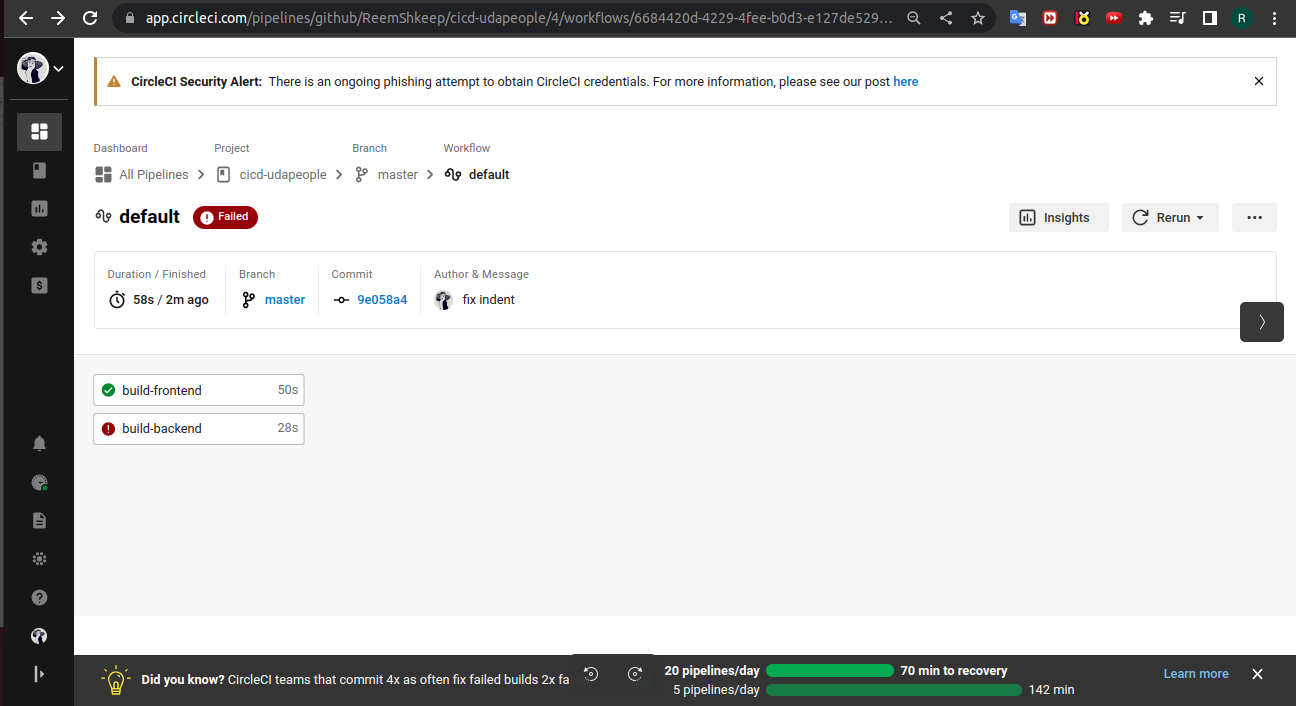 app.circleci.com/pipelines/github/ReemShkeep/cicd-udapeople/4/workflows/6684420d-4229-4fee-b0d3-e127de529...
R
CircleCI Security Alert: There is an ongoing phishing attempt to obtain CircleCI credentials. For more information, please see our post here
Dashboard Project Branch Workflow
All Pipelines cicd-udapeople master default
default Failed Insights Rerun
Duration / Finished Branch Commit Author & Message
58s / 2m ago master 9e058a4 fix indent
build-frontend 50s
build-backend 28s
Did you know? CircleCI teams that commit 4x as often fix failed builds 2x fa
20 pipelines/day 70 min to recovery
5 pipelines/day 142 min
Learn more